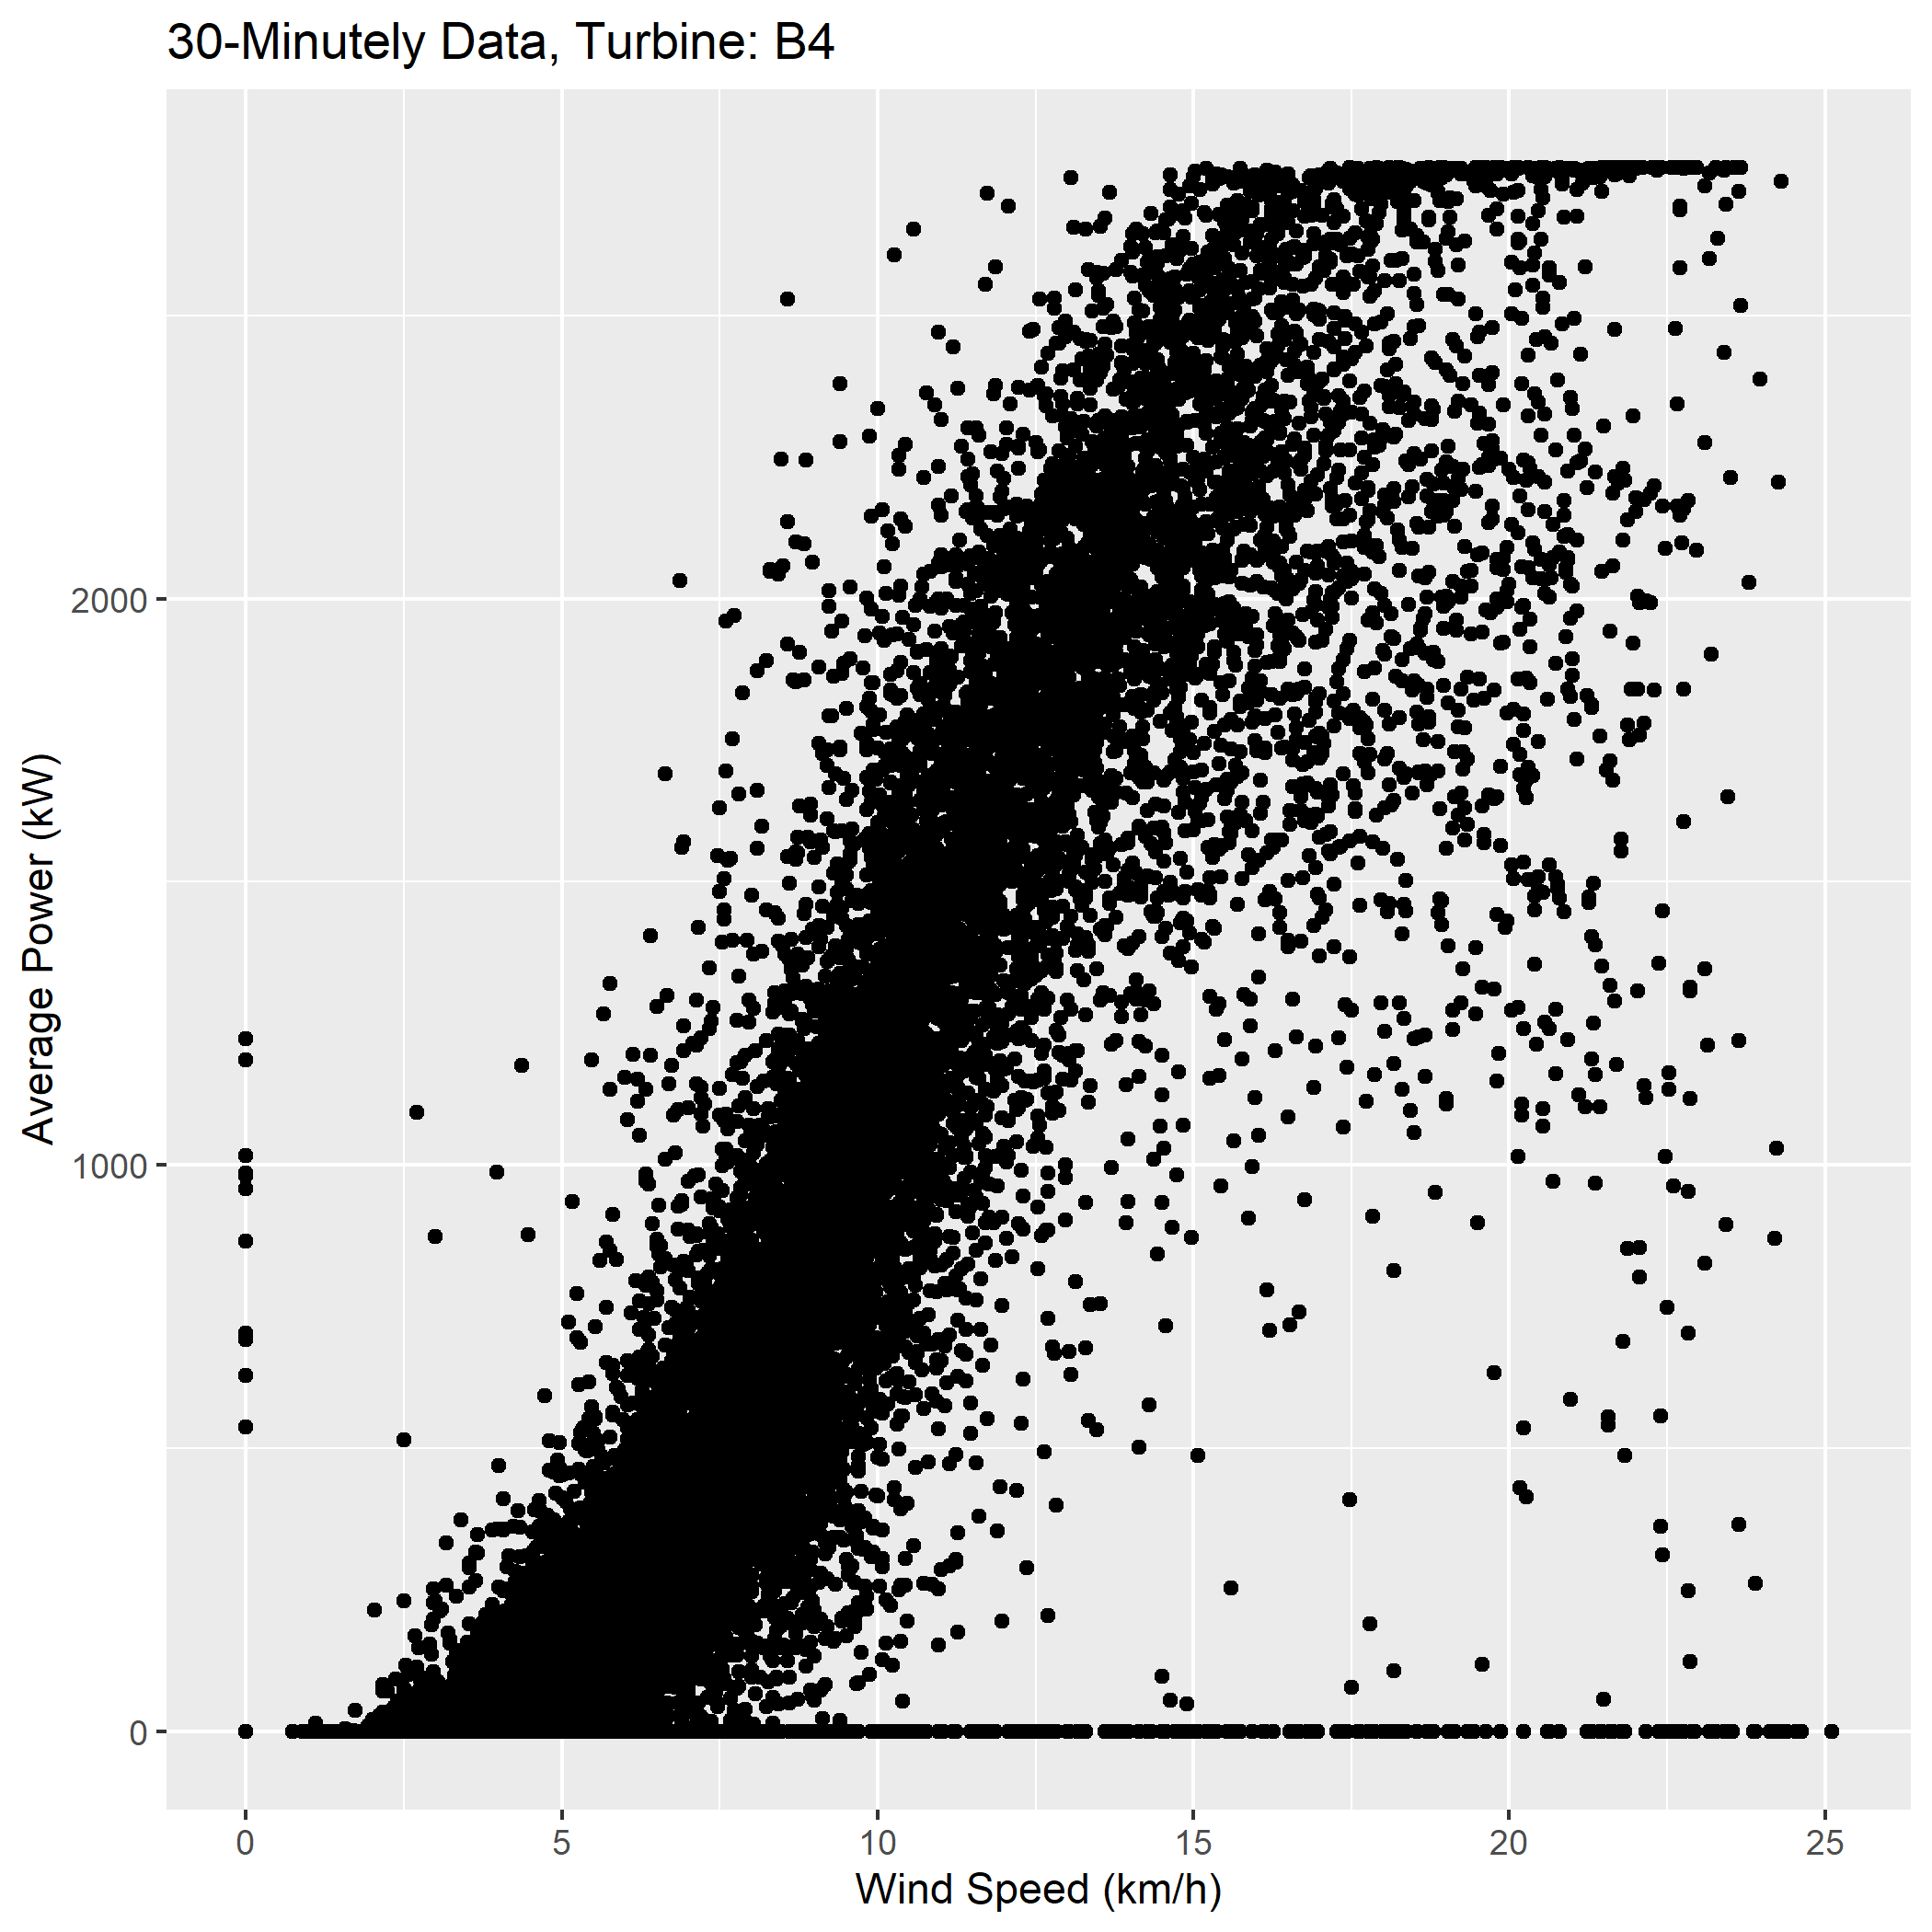 30-Minutely Data, Turbine: B4
Average Power (kW)
2000
1000
0
0 5 10 15 20 25
Wind Speed (km/h)